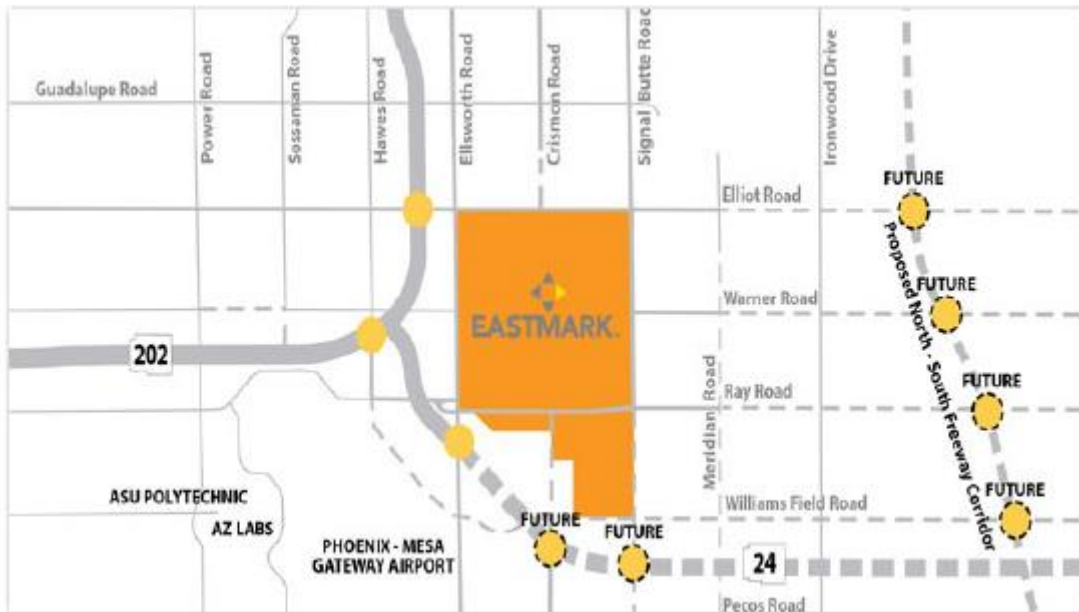 Guadalupe Road
Power Road
Sossaman Road
Hawes Road
Ellsworth Road
Crismon Road
Signal Butte Road
Ironwood Drive
FUTURE
Elliot Road
Proposed North - South Freeway Corridor
FUTURE
Warner Road
EASTMARK.
202
FUTURE
Ray Road
Meridian Road
FUTURE
Williams Field Road
ASU POLYTECHNIC
AZ LABS
FUTURE
FUTURE
PHOENIX - MESA
GATEWAY AIRPORT
24
Pecos Road